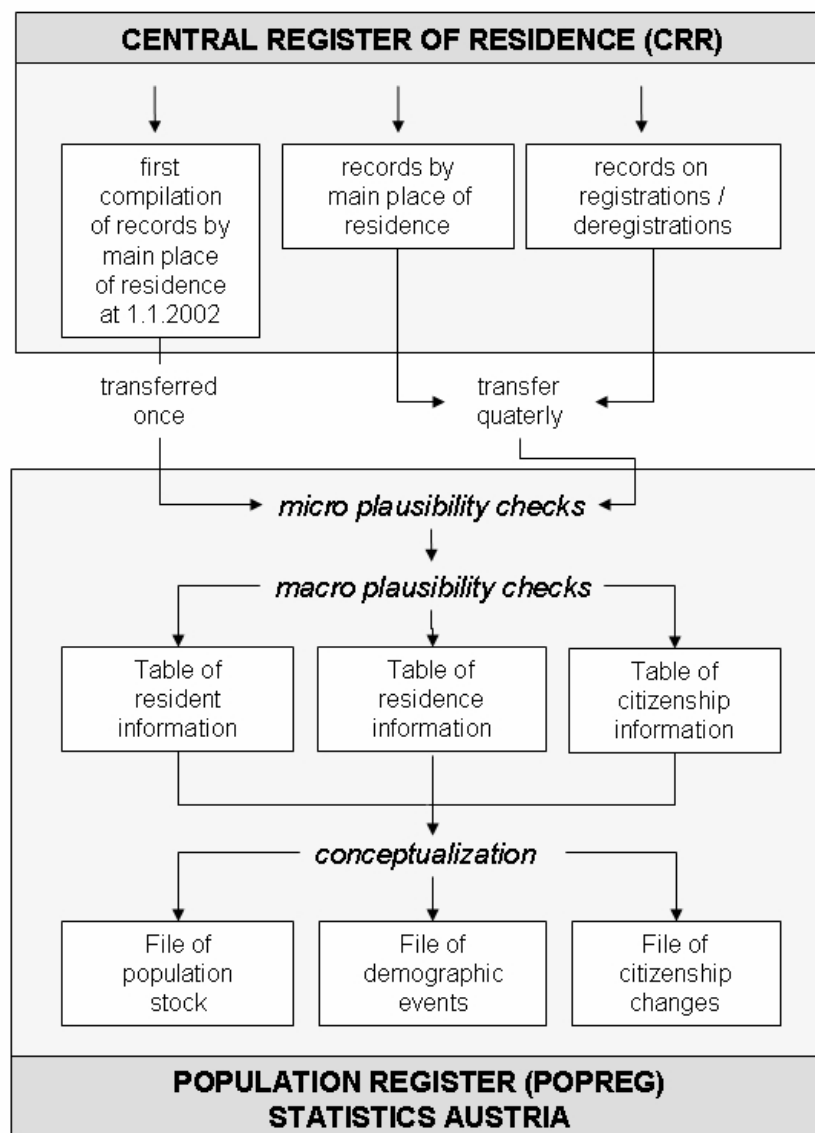 CENTRAL REGISTER OF RESIDENCE (CRR)
first
compilation
of records by
main place
of residence
at 1.1.2002
records by
main place of
residence
records on
registrations /
deregistrations
transferred
once
transfer
quaterly
micro plausibility checks
macro plausibility checks
Table of
resident
information
Table of
residence
information
Table of
citizenship
information
conceptualization
File of
population
stock
File of
demographic
events
File of
citizenship
changes
POPULATION REGISTER (POPREG)
STATISTICS AUSTRIA